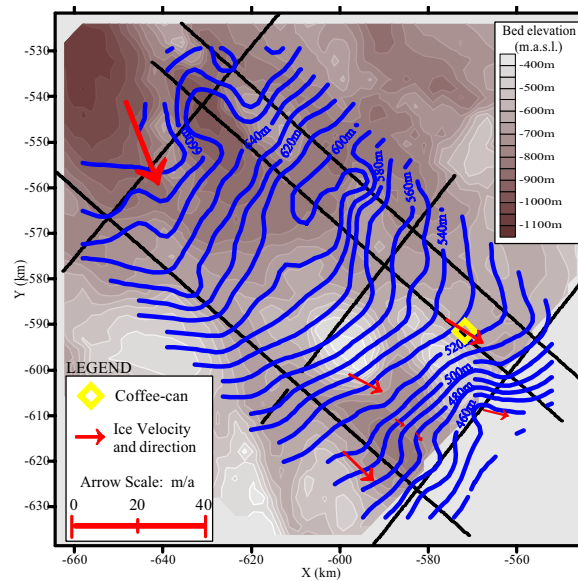 Bed elevation
(m.a.s.l.)
-400m
-500m
-600m
-700m
-800m
-900m
-1000m
-1100m
-530
-540
-550
-560
-570
-580
-590
-600
-610
-620
-630
Y (km)
660m
640m
620m
600m
580m
560m
540m
520
500m
480m
460m
LEGEND
Coffee-can
Ice Velocity
and direction
Arrow Scale: m/a
0 20 40
-660 -640 -620 -600 -580 -560
X (km)